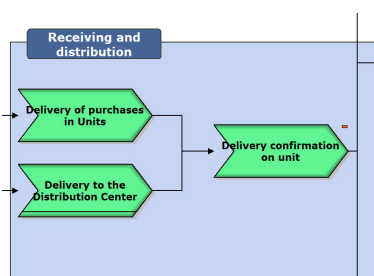 Receiving and
distribution
Delivery of purchases
in Units
Delivery confirmation
on unit
Delivery to the
Distribution Center